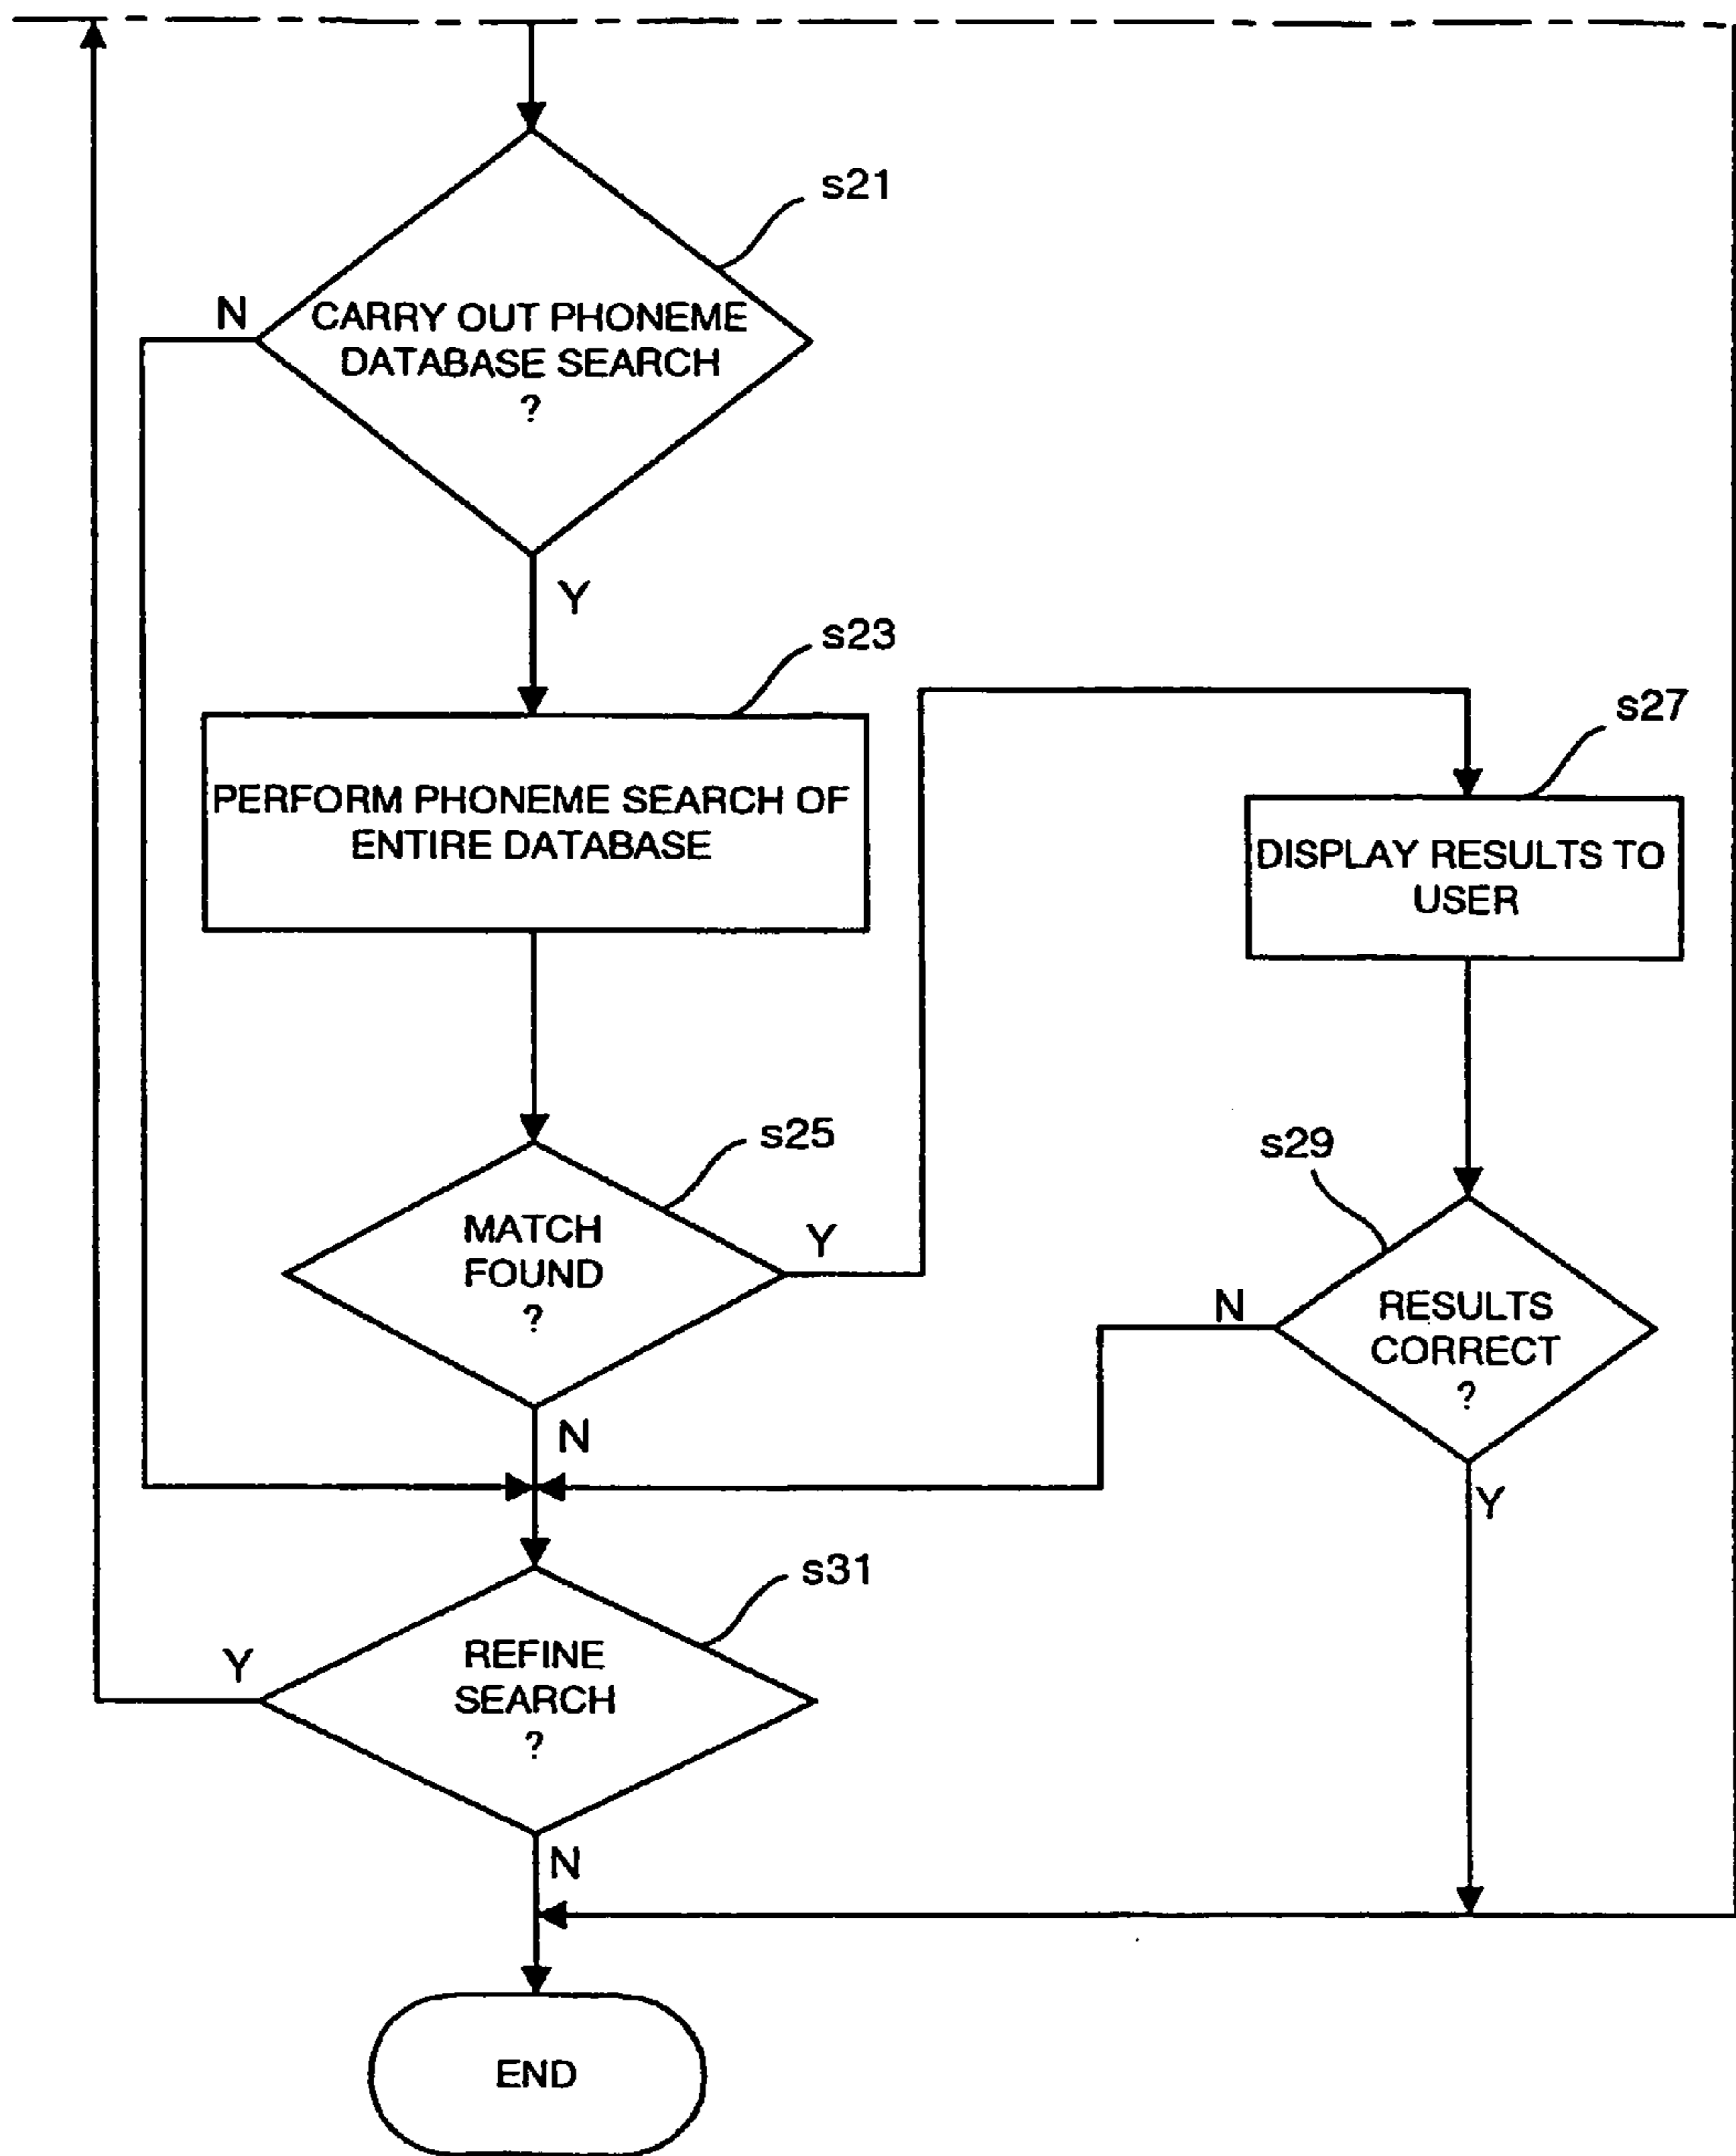 s21
N
CARRY OUT PHONEME
DATABASE SEARCH
?
Y
s23
PERFORM PHONEME SEARCH OF
ENTIRE DATABASE
s27
DISPLAY RESULTS TO
USER
s25
MATCH
FOUND
?
Y
N
s29
N
RESULTS
CORRECT
?
Y
s31
Y
REFINE
SEARCH
?
N
END